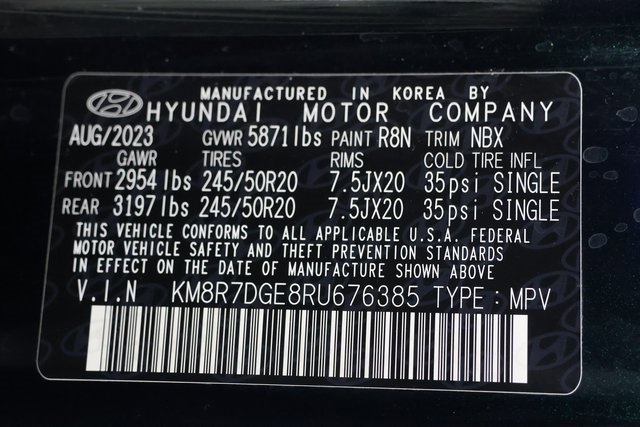 MANUFACTURED IN KOREA BY
HYUNDAI MOTOR COMPANY
AUG/2023 GVWR 5871lbs PAINT R8N TRIM NBX
GAWR TIRES RIMS COLD TIRE INFL
FRONT 2954lbs 245/50R20 7.5JX20 35psi SINGLE
REAR 3197lbs 245/50R20 7.5JX20 35psi SINGLE
THIS VEHICLE CONFORMS TO ALL APPLICABLE U.S.A. FEDERAL
MOTOR VEHICLE SAFETY AND THEFT PREVENTION STANDARDS
IN EFFECT ON THE DATE OF MANUFACTURE SHOWN ABOVE
V.I.N KM8R7DGE8RU676385 TYPE:MPV